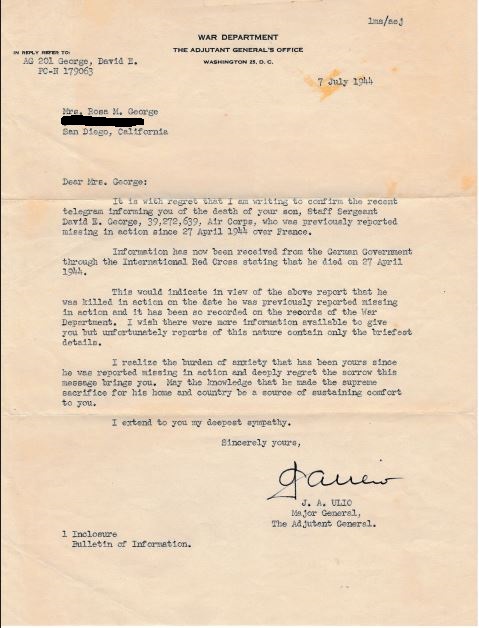 lma/aej
WAR DEPARTMENT
THE ADJUTANT GENERAL'S OFFICE
WASHINGTON 25, D. C.
IN REPLY REFER TO:
AG 201 George, David E.
PC-N 179063
7 July 1944
Mrs. Rosa M. George
San Diego, California
Dear Mrs. George:
It is with regret that I am writing to confirm the recent
telegram informing you of the death of your son, Staff Sergeant
David E. George, 39,272,639, Air Corps, who was previously reported
missing in action since 27 April 1944 over France.
Information has now been received from the German Government
through the International Red Cross stating that he died on 27 April
1944.
This would indicate in view of the above report that he
was killed in action on the date he was previously reported missing
in action and it has been so recorded on the records of the War
Department. I wish there were more information available to give
you but unfortunately reports of this nature contain only the briefest
details.
I realize the burden of anxiety that has been yours since
he was reported missing in action and deeply regret the sorrow this
message brings you. May the knowledge that he made the supreme
sacrifice for his home and country be a source of sustaining comfort
to you.
I extend to you my deepest sympathy.
Sincerely yours,
J. A. ULIO
Major General,
The Adjutant General.
1 Inclosure
Bulletin of Information.